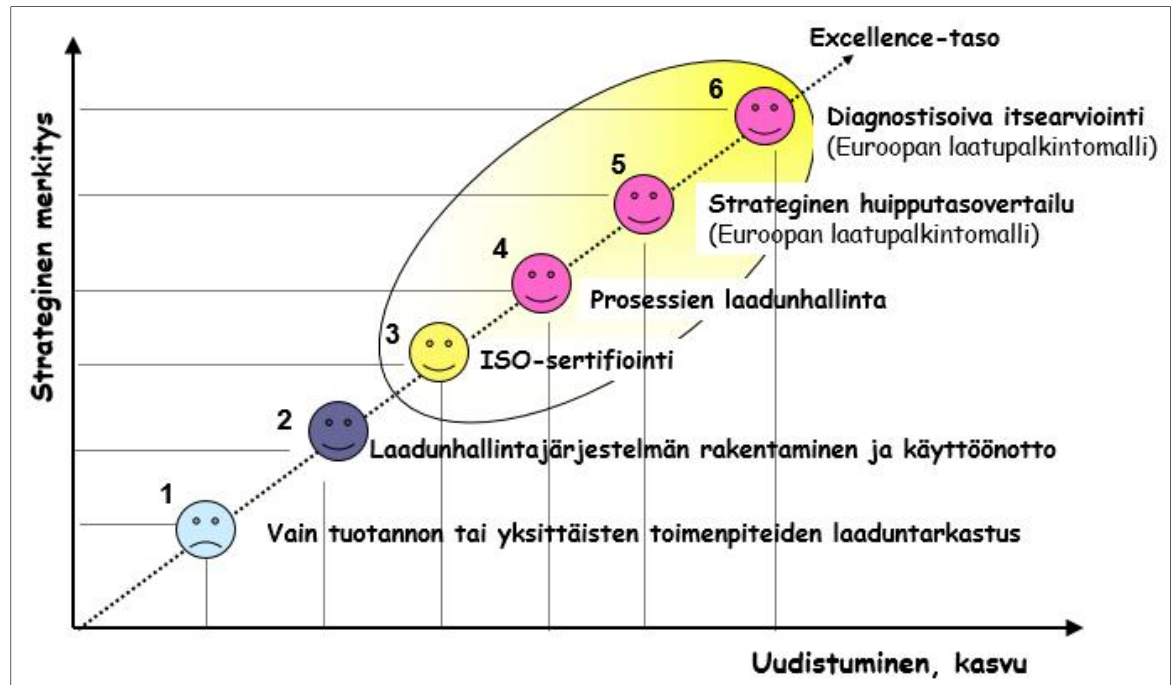 Excellence-taso
6
Diagnostisoiva itsearviointi
(Euroopan laatupalkintomalli)
5
Strateginen huipputasovertailu
(Euroopan laatupalkintomalli)
4
Prosessien laadunhallinta
3
ISO-sertifiointi
2
Laadunhallintajärjestelmän rakentaminen ja käyttöönotto
1
Vain tuotannon tai yksittäisten toimenpiteiden laaduntarkastus
Strateginen merkitys
Uudistuminen, kasvu